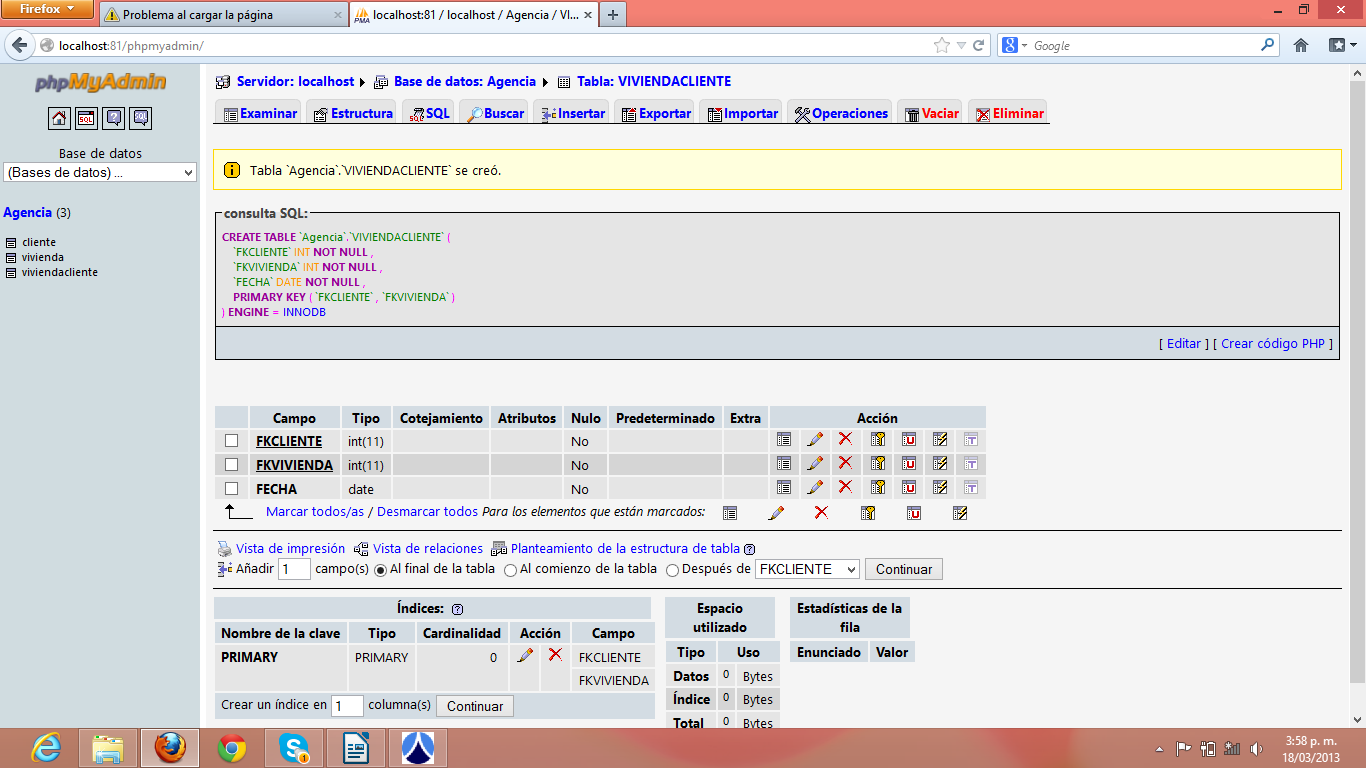 Firefox
Problema al cargar la página
localhost:81 / localhost / Agencia / VI...
localhost:81/phpmyadmin/
Google
phpMyAdmin
Base de datos
(Bases de datos) ...
Agencia (3)
cliente
vivienda
viviendacliente
Servidor: localhost
Base de datos: Agencia
Tabla: VIVIENDACLIENTE
Examinar
Estructura
SQL
Buscar
Insertar
Exportar
Importar
Operaciones
Vaciar
Eliminar
Tabla `Agencia`.`VIVIENDACLIENTE` se creó.
consulta SQL:
CREATE TABLE `Agencia`.`VIVIENDACLIENTE` (
`FKCLIENTE` INT NOT NULL ,
`FKVIVIENDA` INT NOT NULL ,
`FECHA` DATE NOT NULL ,
PRIMARY KEY ( `FKCLIENTE` , `FKVIVIENDA` )
) ENGINE = INNODB
[ Editar ] [ Crear código PHP ]
Campo Tipo Cotejamiento Atributos Nulo Predeterminado Extra Acción
FKCLIENTE int(11) No
FKVIVIENDA int(11) No
FECHA date No
Marcar todos/as / Desmarcar todos Para los elementos que están marcados:
Vista de impresión Vista de relaciones Planteamiento de la estructura de tabla
Añadir 1 campo(s) Al final de la tabla Al comienzo de la tabla Después de FKCLIENTE Continuar
Índices:
Nombre de la clave Tipo Cardinalidad Acción Campo
PRIMARY PRIMARY 0 FKCLIENTE
FKVIVIENDA
Crear un índice en 1 columna(s) Continuar
Espacio utilizado
Tipo Uso
Datos 0 Bytes
Índice 0 Bytes
Total 0 Bytes
Estadísticas de la fila
Enunciado Valor
3:58 p. m.
18/03/2013